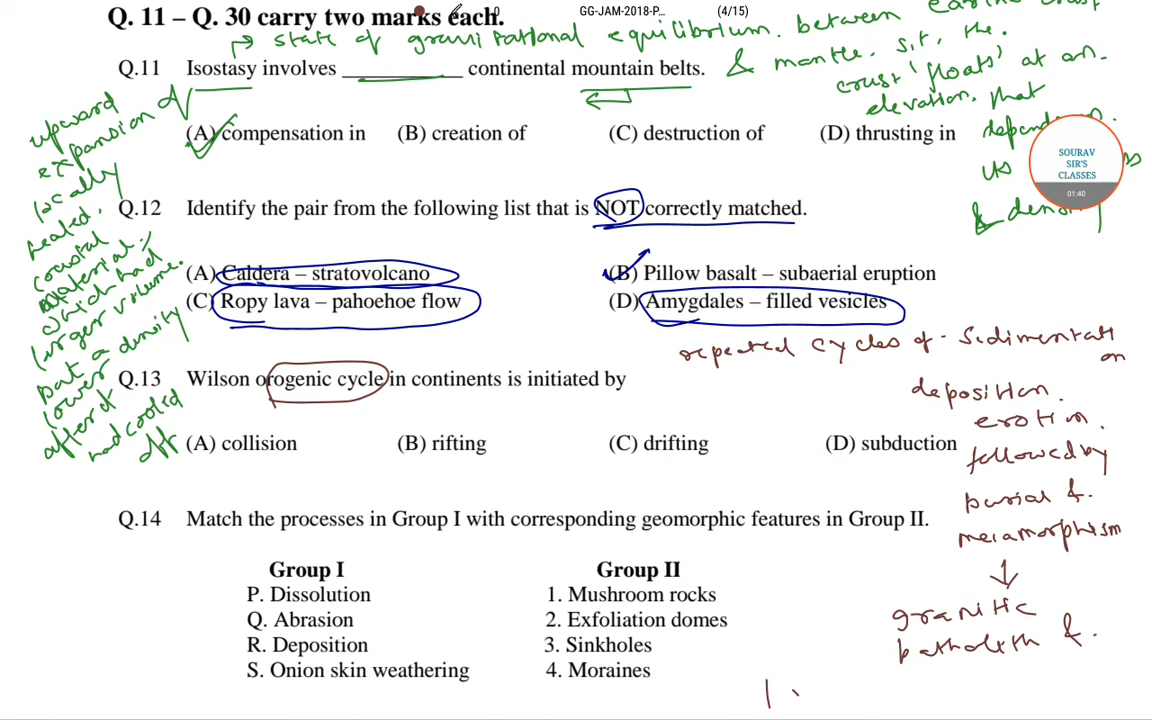 Q. 11 – Q. 30 carry two marks each.
GG-JAM-2018-P...
(4/15)
→ state of gravitational equilibrium between
& mantle. s.t. the
crust 'floats' at an
elevation that
Q.11 Isostasy involves __________ continental mountain belts.
(A) compensation in (B) creation of (C) destruction of (D) thrusting in
SOURAV
SIR'S
CLASSES
01:40
upward
expansion of
locally
heated
crustal
material
which had
larger volume
but a
lower density
after it
had cooled
off
Q.12 Identify the pair from the following list that is NOT correctly matched.
(A) Caldera – stratovolcano (B) Pillow basalt – subaerial eruption
(C) Ropy lava – pahoehoe flow (D) Amygdales – filled vesicles
repeated cycles of sedimentati
on
deposition.
erotion.
followed by
burial &.
metamorphism
↓
granitic
batholith &.
Q.13 Wilson orogenic cycle in continents is initiated by
(A) collision (B) rifting (C) drifting (D) subduction
Q.14 Match the processes in Group I with corresponding geomorphic features in Group II.
Group I Group II
P. Dissolution 1. Mushroom rocks
Q. Abrasion 2. Exfoliation domes
R. Deposition 3. Sinkholes
S. Onion skin weathering 4. Moraines